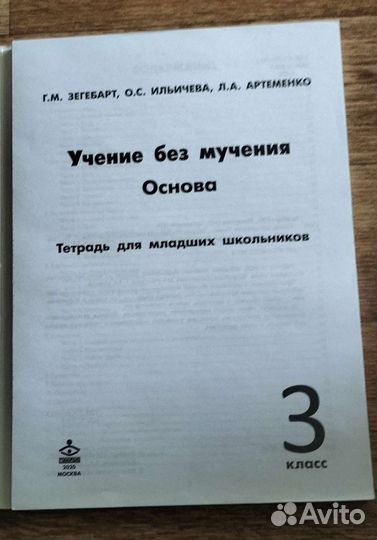 Г.М. ЗЕГЕБАРТ, О.С. ИЛЬИЧЕВА, Л.А. АРТЕМЕНКО
Учение без мучения
Основа
Тетрадь для младших школьников
3
класс
2020
МОСКВА
Avito